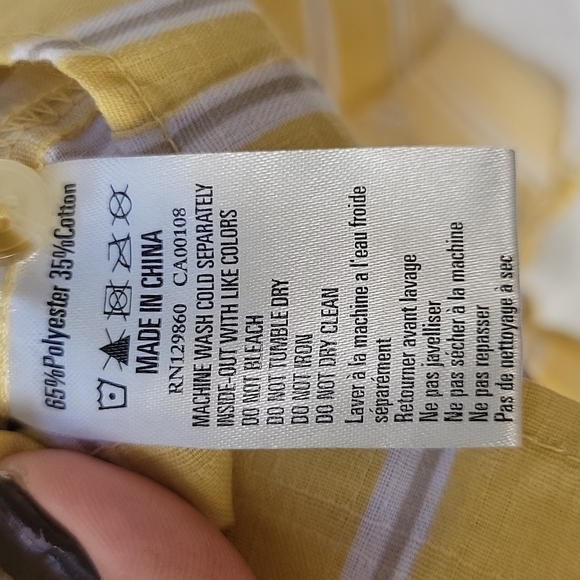 65%Polyester 35%Cotton
MADE IN CHINA
RN129860 CA00108
MACHINE WASH COLD SEPARATELY
INSIDE-OUT WITH LIKE COLORS
DO NOT BLEACH
DO NOT TUMBLE DRY
DO NOT IRON
DO NOT DRY CLEAN
Laver à la machine a l'eau froide
séparément
Retourner avant lavage
Ne pas javelliser
Ne pas sécher à la machine
Ne pas repasser
Pas de nettoyage à sec